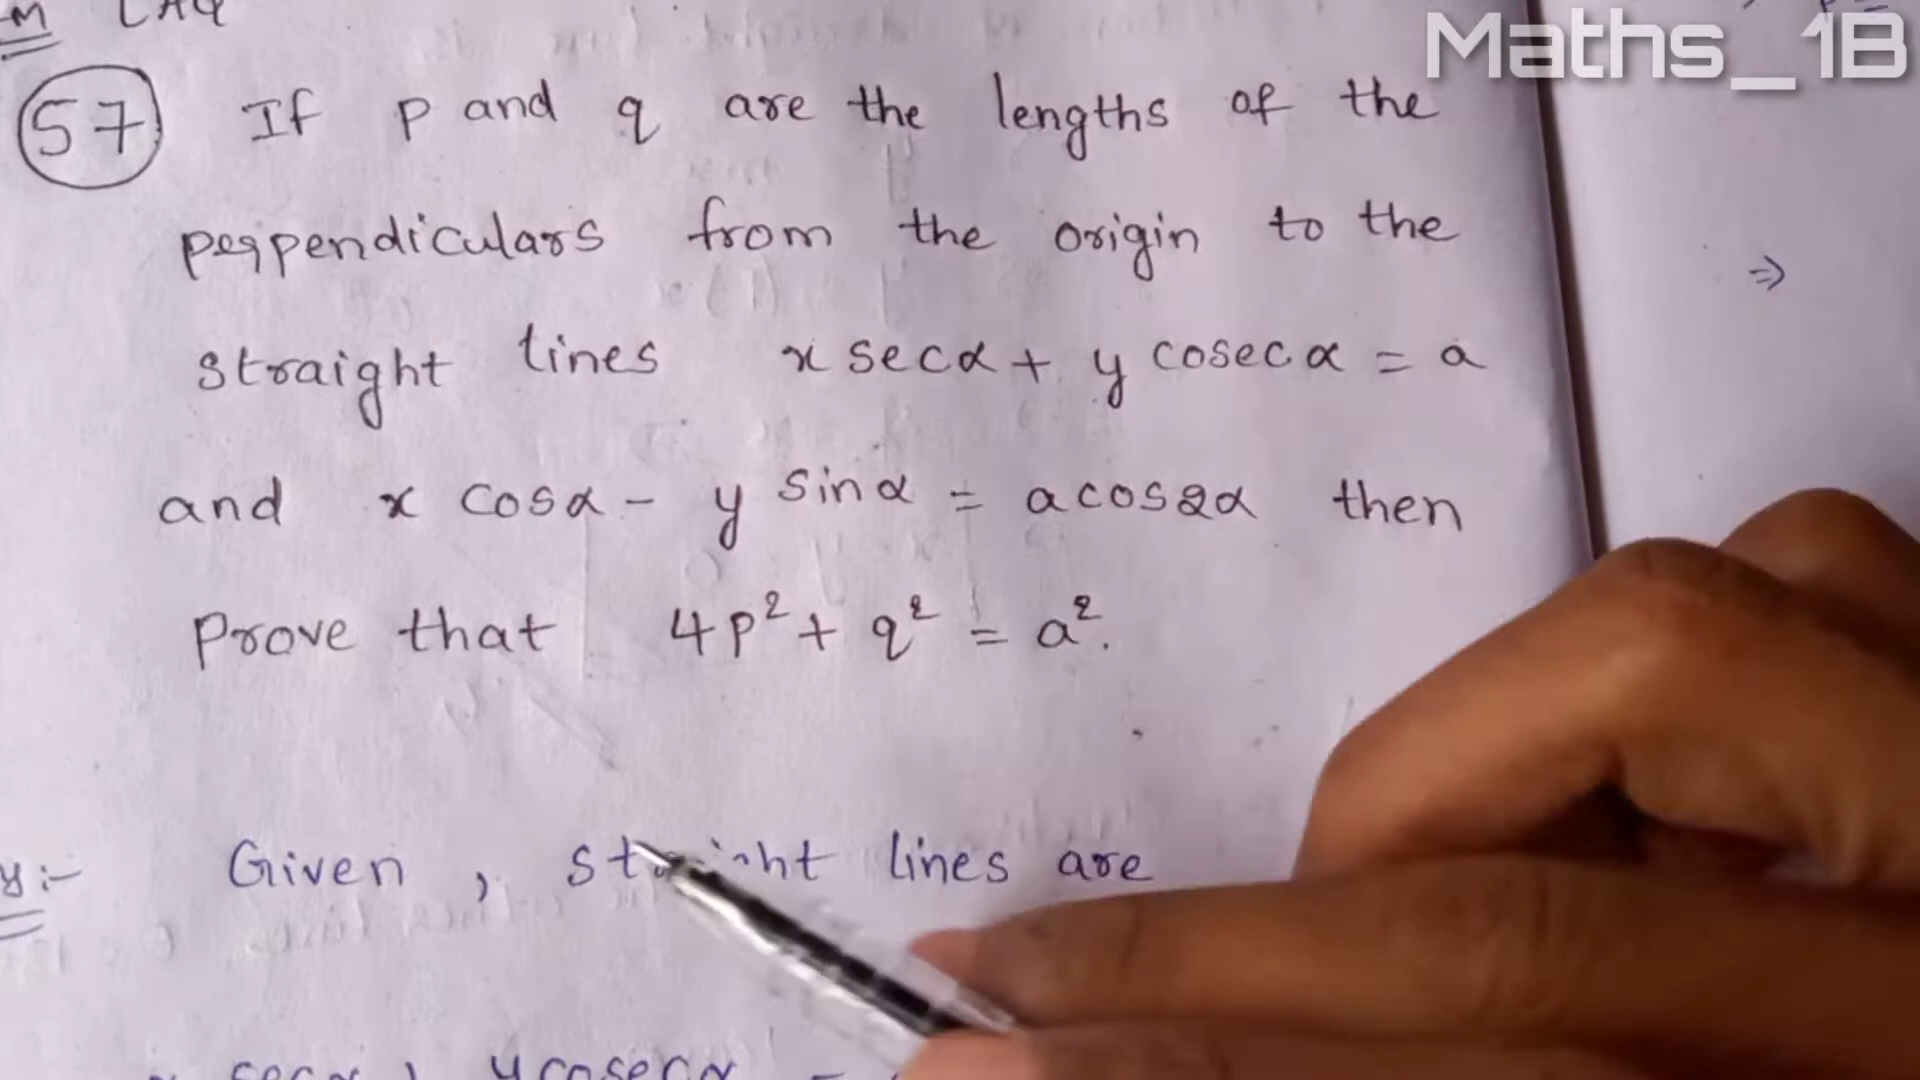 Maths_1B
57 If p and q are the lengths of the
perpendiculars from the origin to the
straight lines x secα + y cosecα = a
and x cosα - y sinα = a cos2α then
Prove that 4p² + q² = a².
⇒
Given, straight lines are